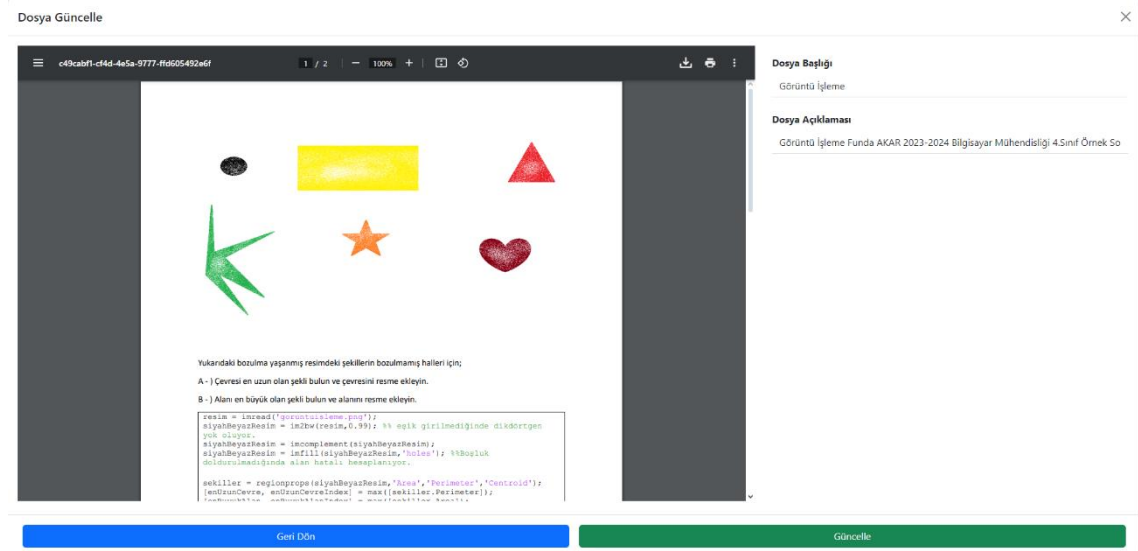 Dosya Güncelle
c49cabf1-cf4d-4e5a-9777-ffd605492e6f
1 / 2
100%
Yukarıdaki bozulma yaşanmış resimdeki şekillerin bozulmamış halleri için;
A - ) Çevresi en uzun olan şekli bulun ve çevresini resme ekleyin.
B - ) Alanı en büyük olan şekli bulun ve alanını resme ekleyin.
resim = imread('goruntuisleme.png');
siyahBeyazResim = im2bw(resim,0.99); %% eşik girilmediğinde dikdörtgen
yok oluyor.
siyahBeyazResim = imcomplement(siyahBeyazResim);
siyahBeyazResim = imfill(siyahBeyazResim,'holes'); %%Boşluk
doldurulmadığında alan hatalı hesaplanıyor.
sekiller = regionprops(siyahBeyazResim,'Area','Perimeter','Centroid');
[enUzunCevre, enUzunCevreIndex] = max([sekiller.Perimeter]);
Dosya Başlığı
Görüntü İşleme
Dosya Açıklaması
Görüntü İşleme Funda AKAR 2023-2024 Bilgisayar Mühendisliği 4.Sınıf Örnek So
Geri Dön
Güncelle